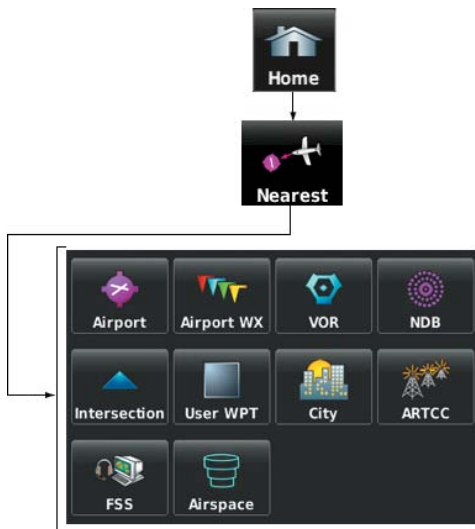 Home
Nearest
Airport
Airport WX
VOR
NDB
Intersection
User WPT
City
ARTCC
FSS
Airspace